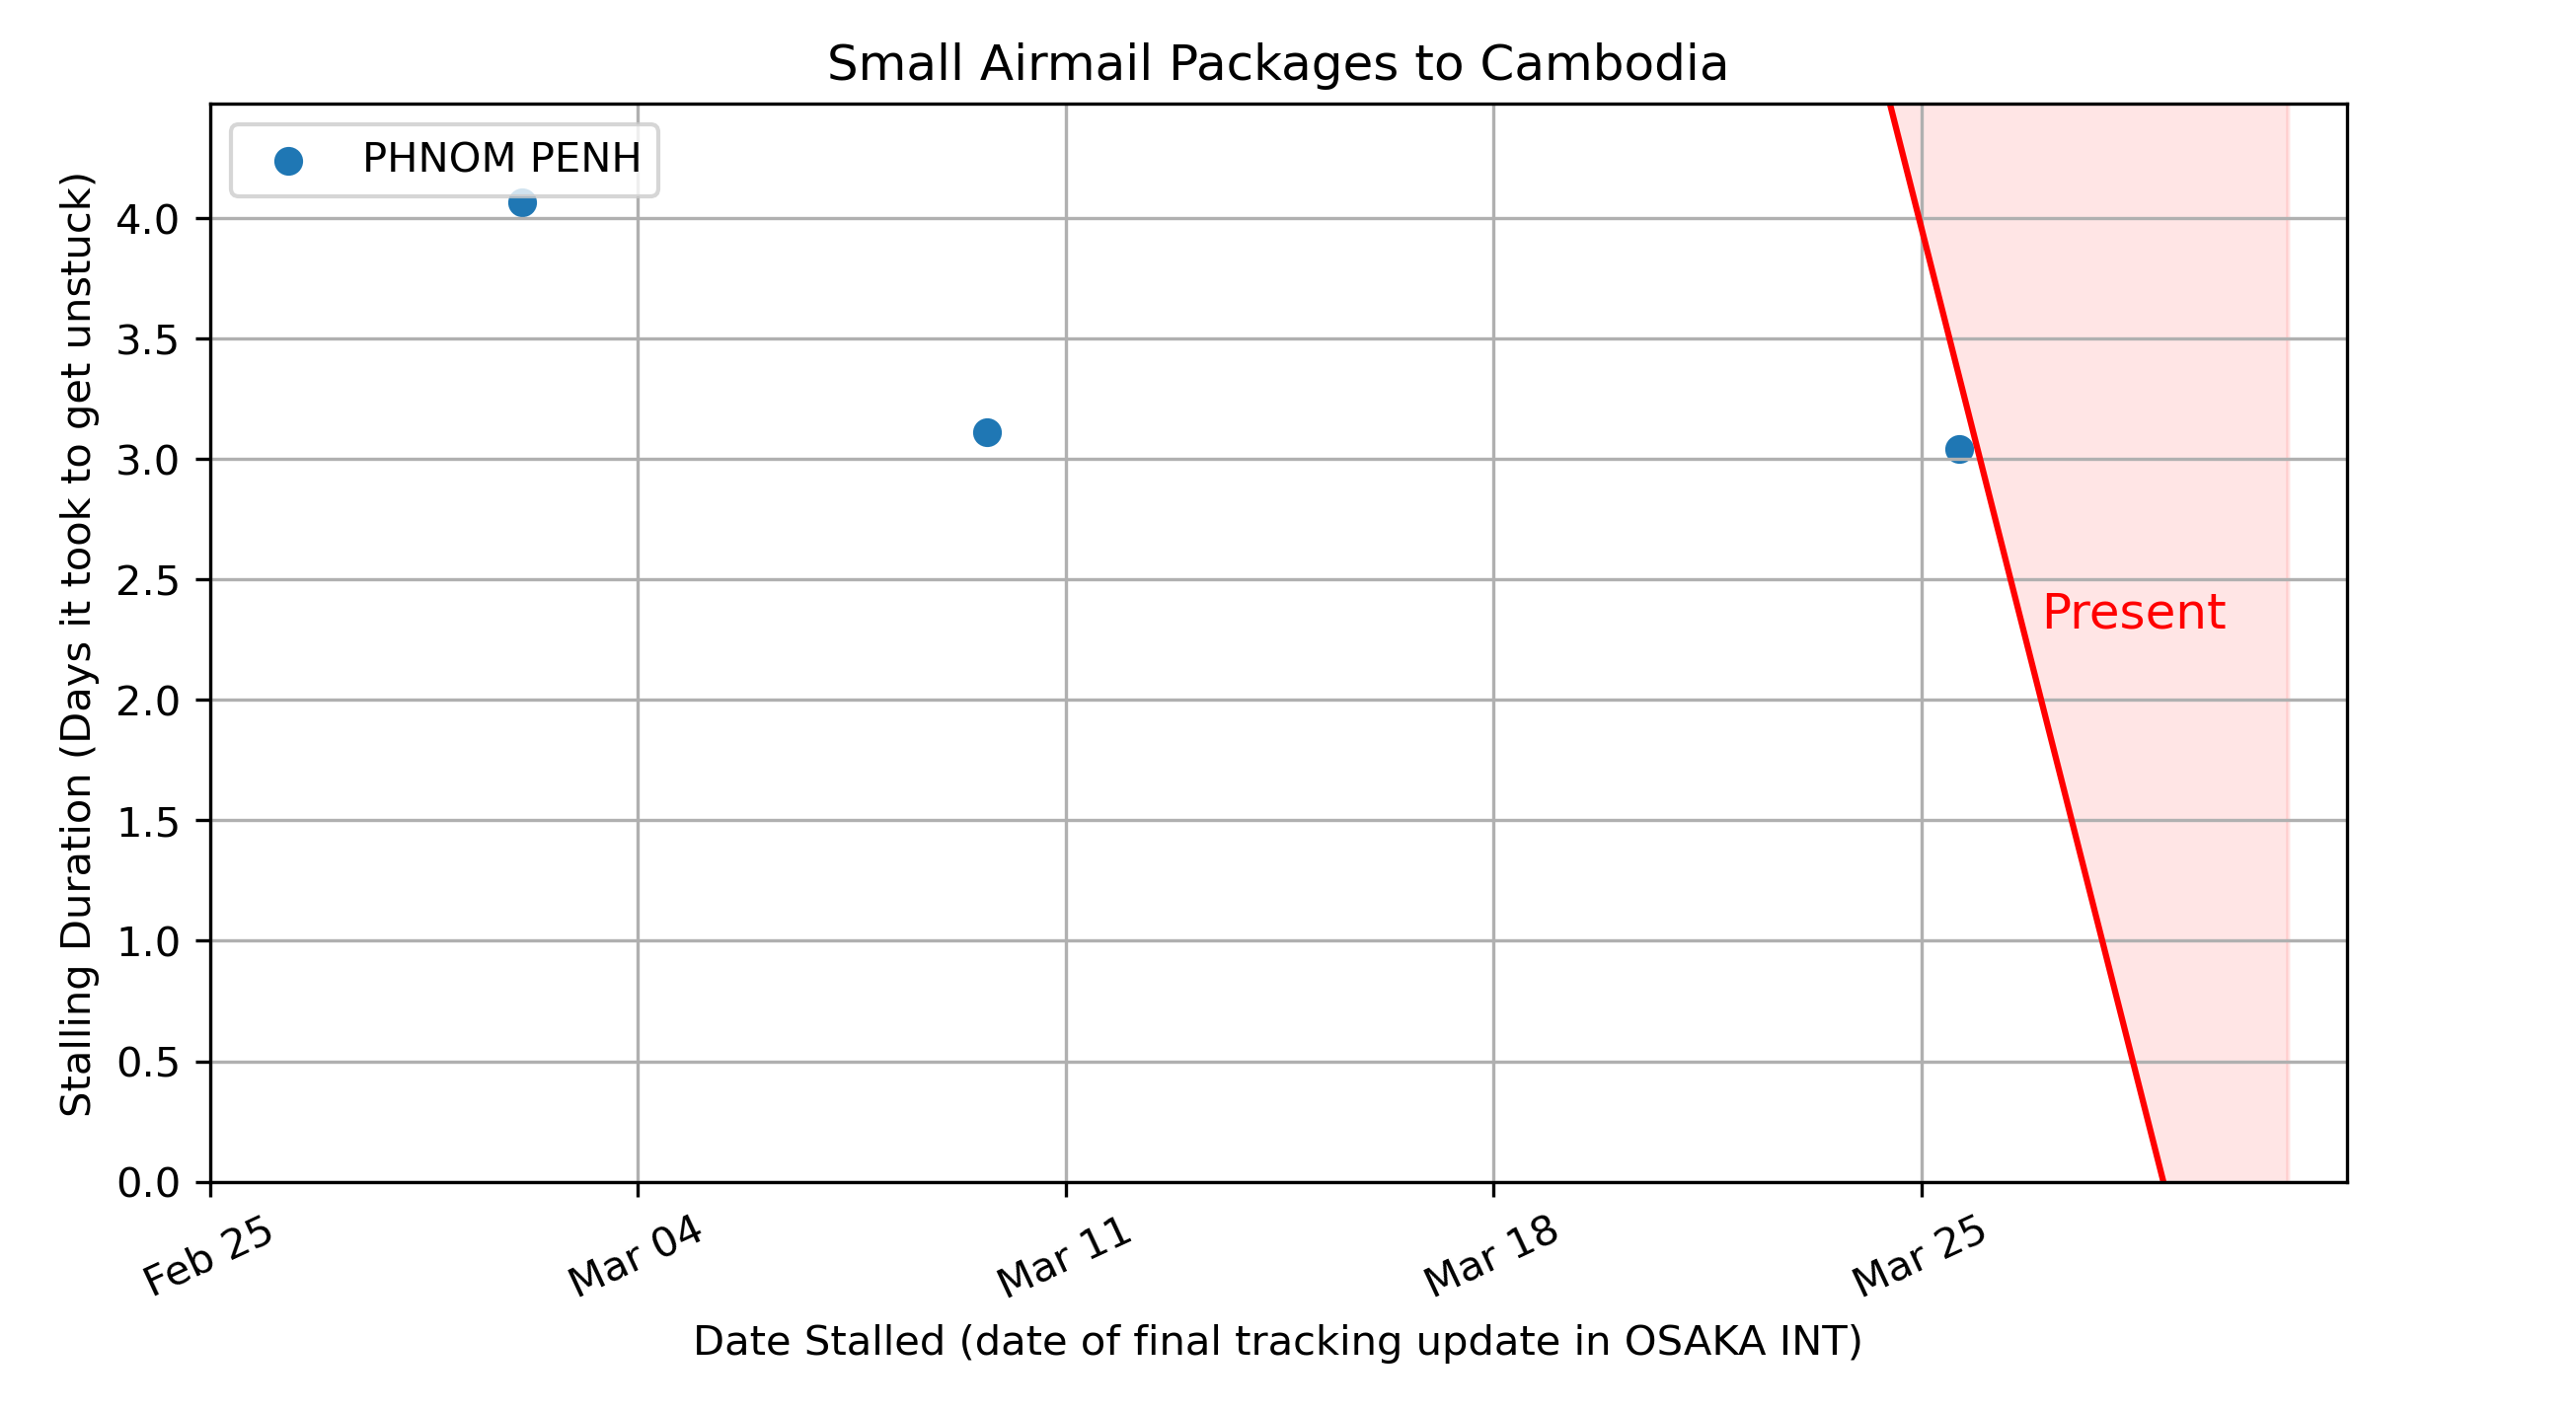 Small Airmail Packages to Cambodia
PHNOM PENH
Stalling Duration (Days it took to get unstuck)
4.0
3.5
3.0
2.5
2.0
1.5
1.0
0.5
0.0
Present
Feb 25
Mar 04
Mar 11
Mar 18
Mar 25
Date Stalled (date of final tracking update in OSAKA INT)